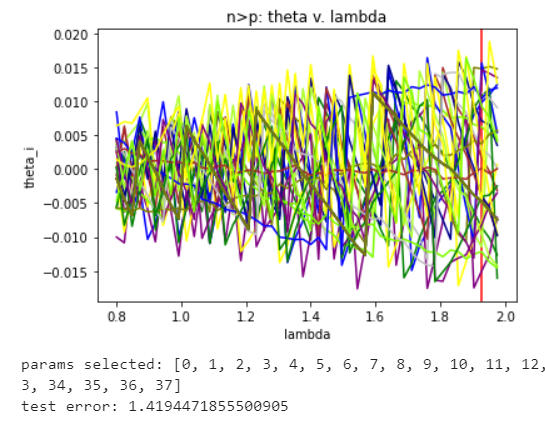 n>p: theta v. lambda
0.020
0.015
0.010
0.005
0.000
−0.005
−0.010
−0.015
theta_i
0.8 1.0 1.2 1.4 1.6 1.8 2.0
lambda
params selected: [0, 1, 2, 3, 4, 5, 6, 7, 8, 9, 10, 11, 12,
3, 34, 35, 36, 37]
test error: 1.4194471855500905